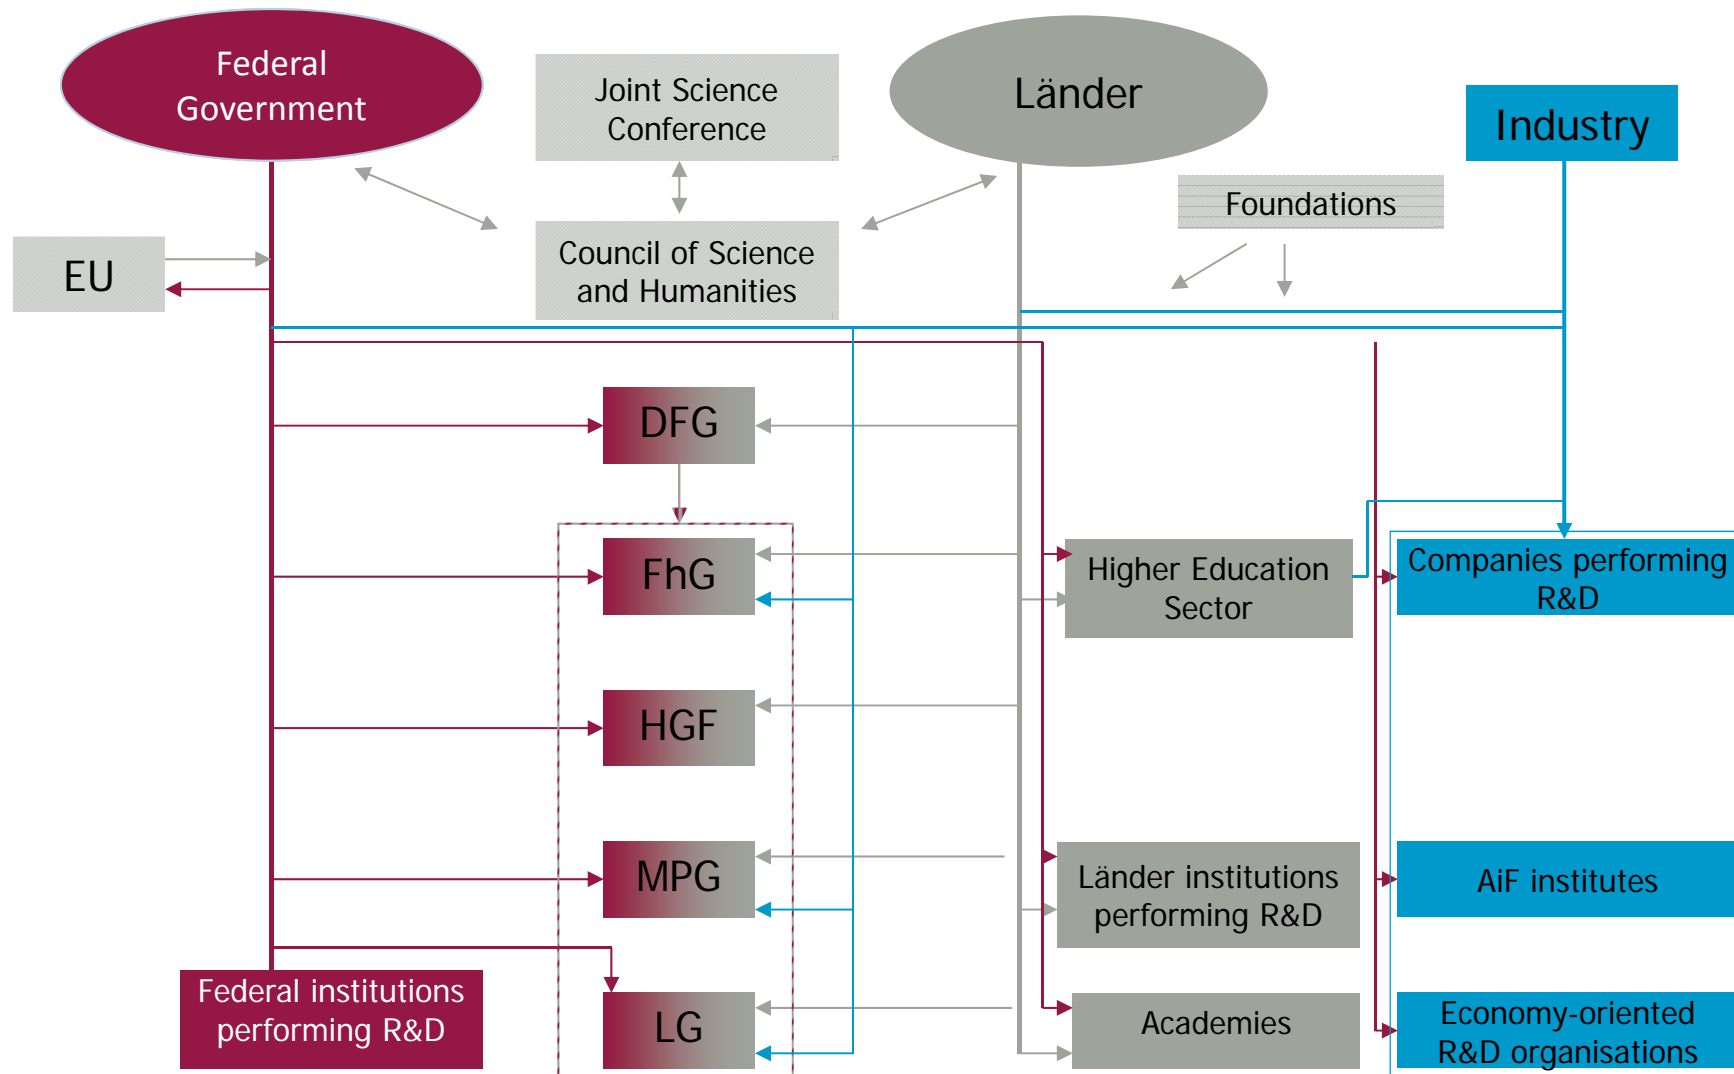 Federal
Government
Joint Science
Conference
Länder
Industry
Foundations
EU
Council of Science
and Humanities
DFG
FhG
Higher Education
Sector
Companies performing
R&D
HGF
MPG
Länder institutions
performing R&D
AiF institutes
Federal institutions
performing R&D
LG
Academies
Economy-oriented
R&D organisations